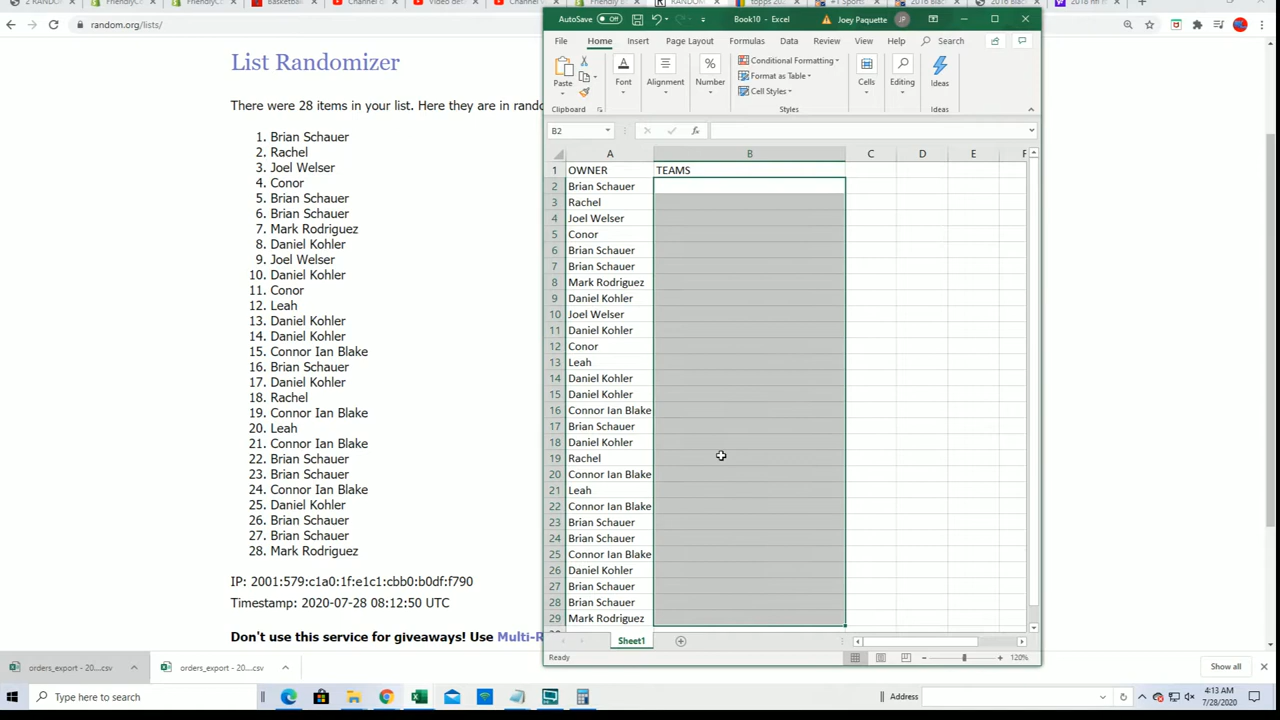 random.org/lists/
List Randomizer
There were 28 items in your list. Here they are in rando
1. Brian Schauer
2. Rachel
3. Joel Welser
4. Conor
5. Brian Schauer
6. Brian Schauer
7. Mark Rodriguez
8. Daniel Kohler
9. Joel Welser
10. Daniel Kohler
11. Conor
12. Leah
13. Daniel Kohler
14. Daniel Kohler
15. Connor Ian Blake
16. Brian Schauer
17. Daniel Kohler
18. Rachel
19. Connor Ian Blake
20. Leah
21. Connor Ian Blake
22. Brian Schauer
23. Brian Schauer
24. Connor Ian Blake
25. Daniel Kohler
26. Brian Schauer
27. Brian Schauer
28. Mark Rodriguez
IP: 2001:579:c1a0:1f:e1c1:cbb0:b0df:f790
Timestamp: 2020-07-28 08:12:50 UTC
Don't use this service for giveaways! Use Multi-R
AutoSave Off Book10 - Excel Joey Paquette JP
File Home Insert Page Layout Formulas Data Review View Help Search
Paste Font Alignment Number Conditional Formatting Format as Table Cell Styles Cells Editing Ideas
Clipboard Styles Ideas
B2 fx
A B C D E F
1 OWNER TEAMS
2 Brian Schauer
3 Rachel
4 Joel Welser
5 Conor
6 Brian Schauer
7 Brian Schauer
8 Mark Rodriguez
9 Daniel Kohler
10 Joel Welser
11 Daniel Kohler
12 Conor
13 Leah
14 Daniel Kohler
15 Daniel Kohler
16 Connor Ian Blake
17 Brian Schauer
18 Daniel Kohler
19 Rachel
20 Connor Ian Blake
21 Leah
22 Connor Ian Blake
23 Brian Schauer
24 Brian Schauer
25 Connor Ian Blake
26 Daniel Kohler
27 Brian Schauer
28 Brian Schauer
29 Mark Rodriguez
Sheet1
Ready 120%
orders_export - 20....csv orders_export - 20....csv Show all
Type here to search Address 4:13 AM
7/28/2020